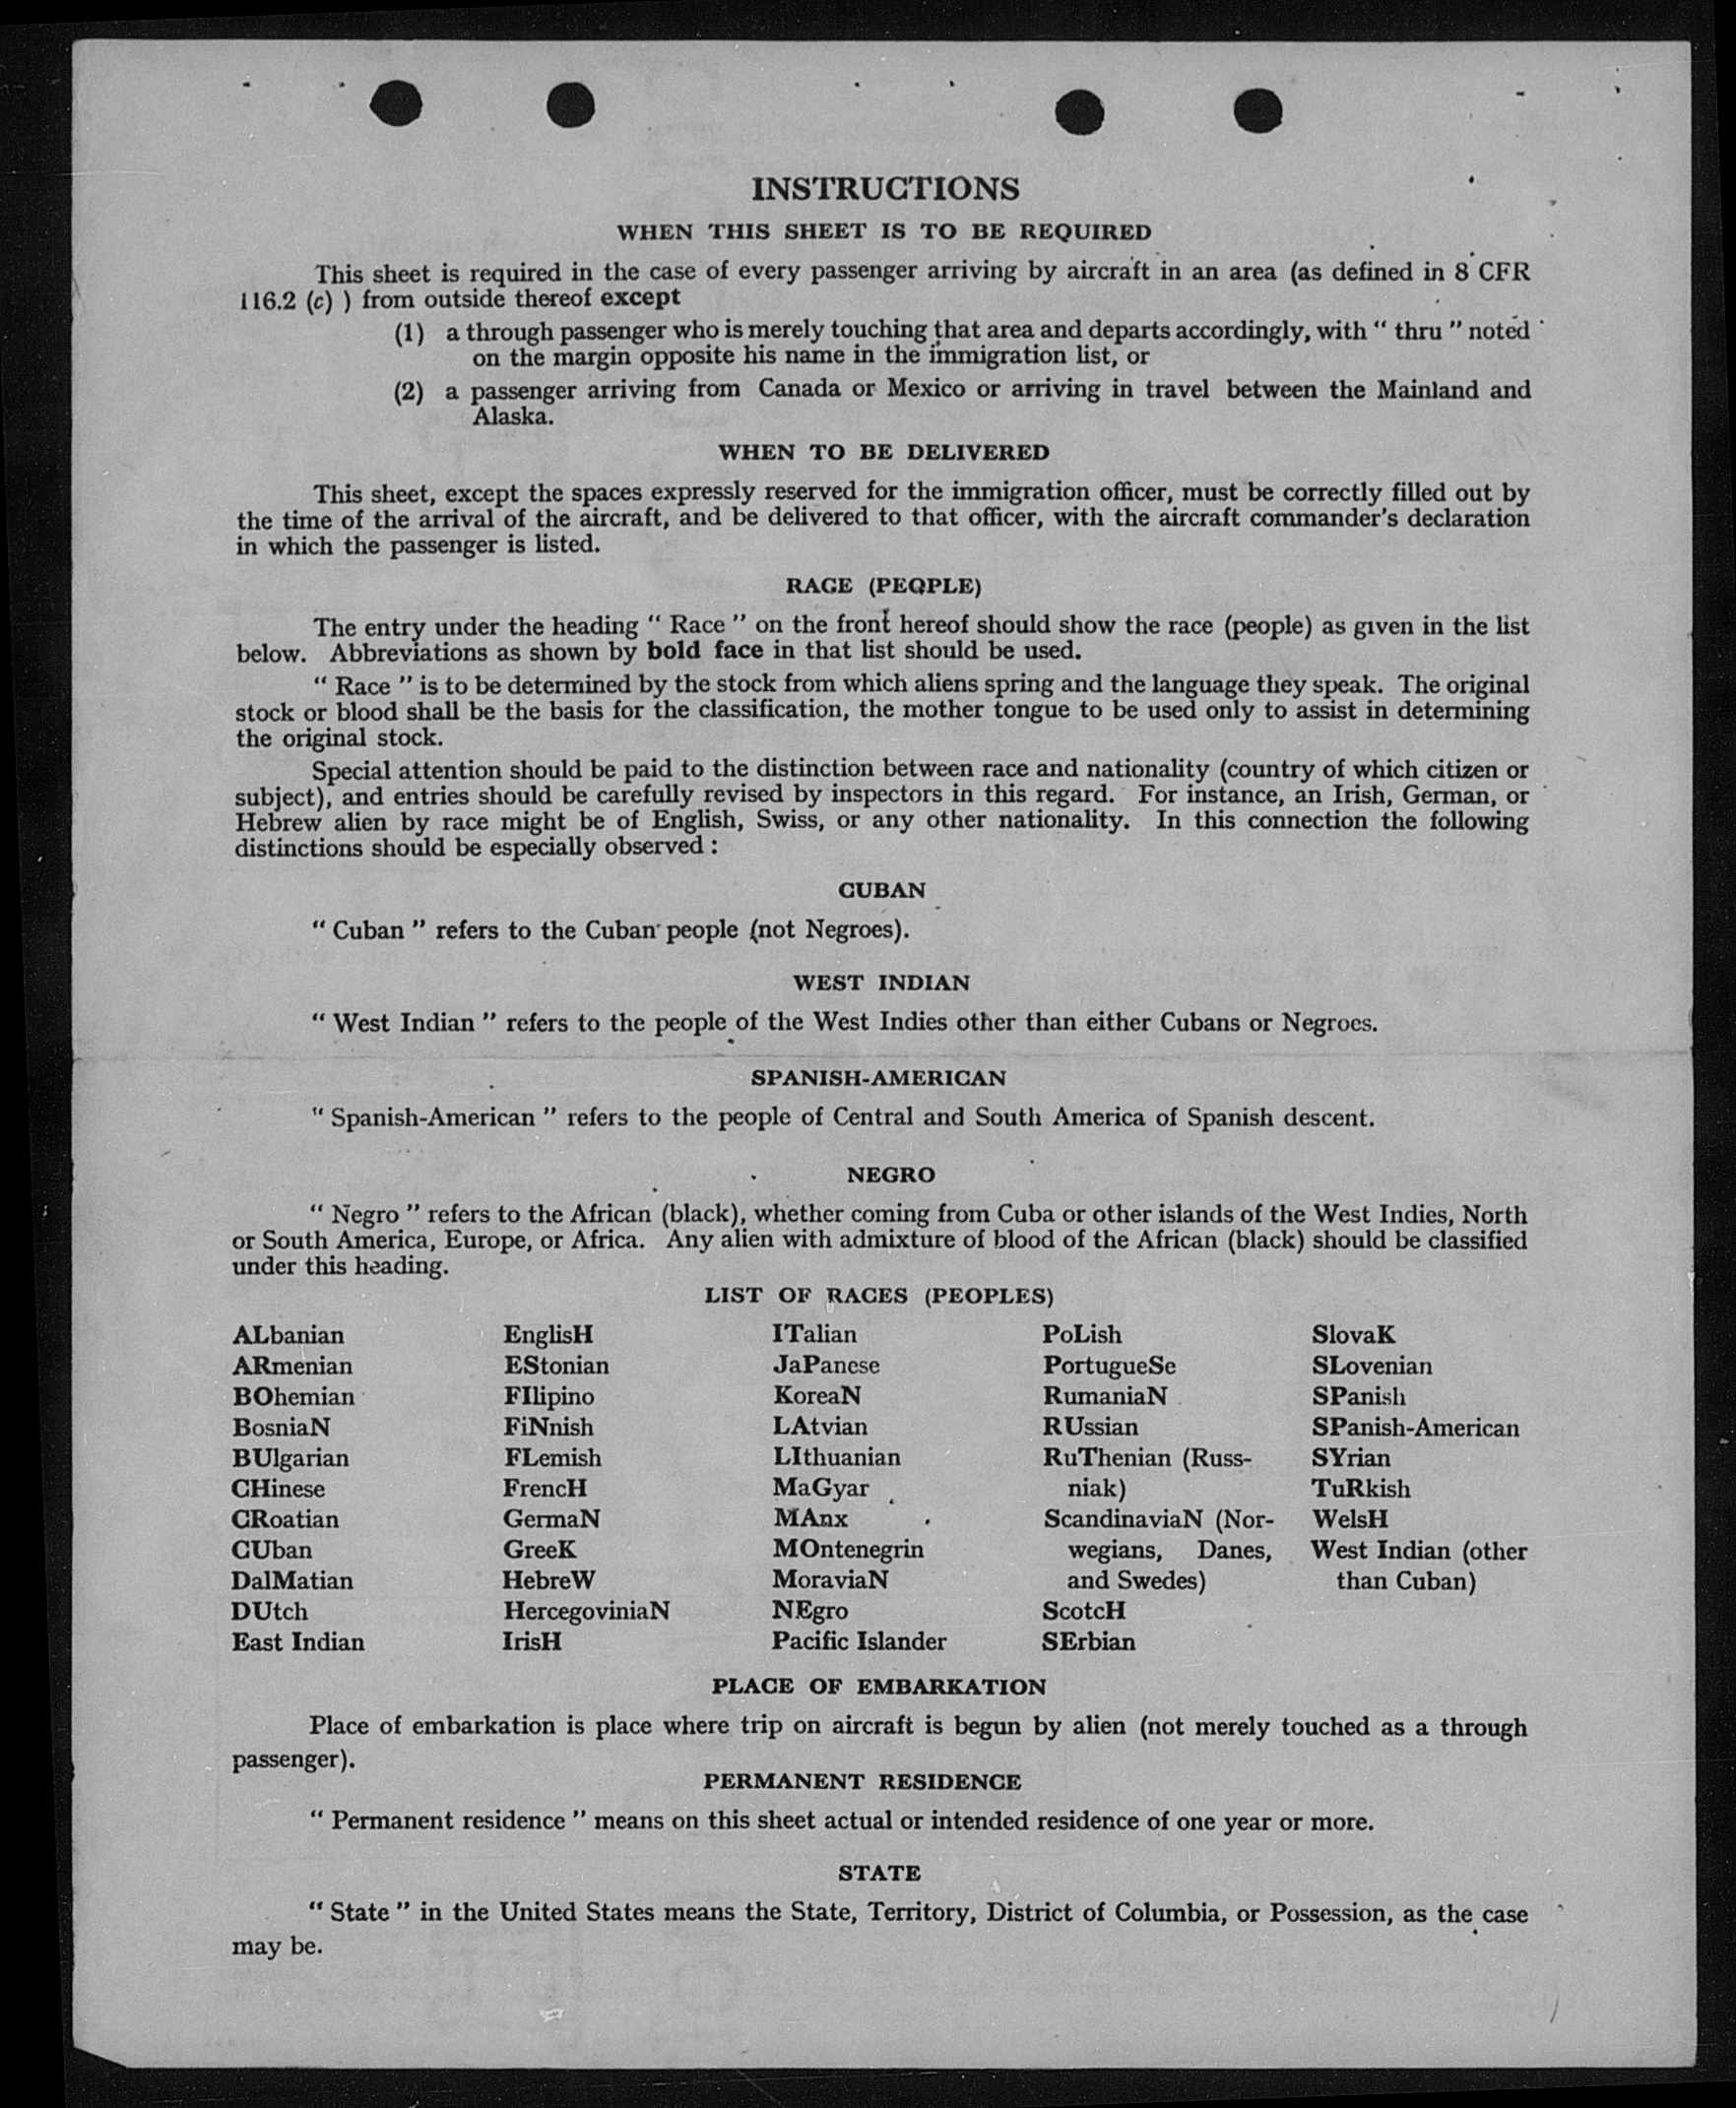 INSTRUCTIONS
WHEN THIS SHEET IS TO BE REQUIRED
This sheet is required in the case of every passenger arriving by aircraft in an area (as defined in 8 CFR
116.2 (c) ) from outside thereof except
(1) a through passenger who is merely touching that area and departs accordingly, with " thru " noted
on the margin opposite his name in the immigration list, or
(2) a passenger arriving from Canada or Mexico or arriving in travel between the Mainland and
Alaska.
WHEN TO BE DELIVERED
This sheet, except the spaces expressly reserved for the immigration officer, must be correctly filled out by
the time of the arrival of the aircraft, and be delivered to that officer, with the aircraft commander's declaration
in which the passenger is listed.
RACE (PEOPLE)
The entry under the heading " Race " on the front hereof should show the race (people) as given in the list
below. Abbreviations as shown by bold face in that list should be used.
" Race " is to be determined by the stock from which aliens spring and the language they speak. The original
stock or blood shall be the basis for the classification, the mother tongue to be used only to assist in determining
the original stock.
Special attention should be paid to the distinction between race and nationality (country of which citizen or
subject), and entries should be carefully revised by inspectors in this regard. For instance, an Irish, German, or
Hebrew alien by race might be of English, Swiss, or any other nationality. In this connection the following
distinctions should be especially observed :
CUBAN
" Cuban " refers to the Cuban people (not Negroes).
WEST INDIAN
" West Indian " refers to the people of the West Indies other than either Cubans or Negroes.
SPANISH-AMERICAN
" Spanish-American " refers to the people of Central and South America of Spanish descent.
NEGRO
" Negro " refers to the African (black), whether coming from Cuba or other islands of the West Indies, North
or South America, Europe, or Africa. Any alien with admixture of blood of the African (black) should be classified
under this heading.
LIST OF RACES (PEOPLES)
ALbanian
ARmenian
BOhemian
BosniaN
BUlgarian
CHinese
CRoatian
CUban
DalMatian
DUtch
East Indian
EnglisH
EStonian
FIlipino
FiNnish
FLemish
FrencH
GermaN
GreeK
HebreW
HercegoviniaN
IrisH
ITalian
JaPanese
KoreaN
LAtvian
LIthuanian
MaGyar
MAnx
MOntenegrin
MoraviaN
NEgro
Pacific Islander
PoLish
PortugueSe
RumaniaN
RUssian
RuThenian (Russ-
niak)
ScandinaviaN (Nor-
wegians, Danes,
and Swedes)
ScotcH
SErbian
SlovaK
SLovenian
SPanish
SPanish-American
SYrian
TuRkish
WelsH
West Indian (other
than Cuban)
PLACE OF EMBARKATION
Place of embarkation is place where trip on aircraft is begun by alien (not merely touched as a through
passenger).
PERMANENT RESIDENCE
" Permanent residence " means on this sheet actual or intended residence of one year or more.
STATE
" State " in the United States means the State, Territory, District of Columbia, or Possession, as the case
may be.